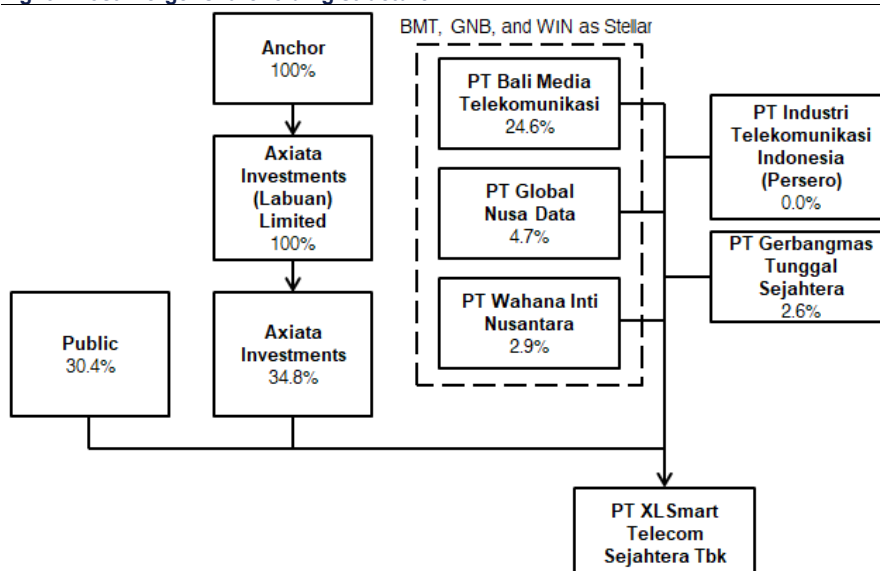 BMT, GNB, and WIN as Stellar
Anchor
100%
Axiata
Investments
(Labuan)
Limited
100%
Public
30.4%
Axiata
Investments
34.8%
PT Bali Media
Telekomunikasi
24.6%
PT Global
Nusa Data
4.7%
PT Wahana Inti
Nusantara
2.9%
PT Industri
Telekomunikasi
Indonesia
(Persero)
0.0%
PT Gerbangmas
Tunggal
Sejahtera
2.6%
PT XLSmart
Telecom
Sejahtera Tbk